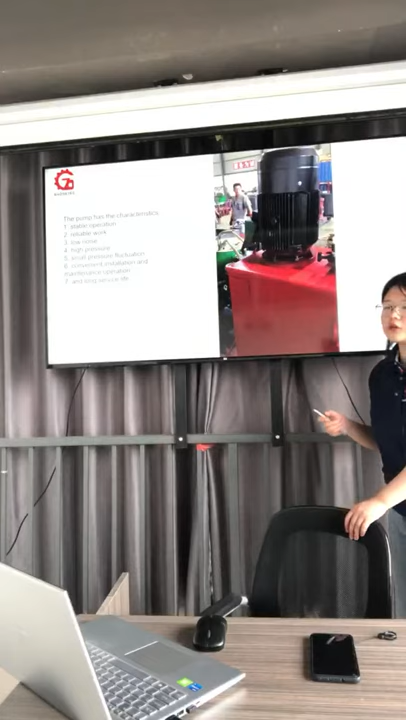 The pump has the characteristics
1. stable operation
2. reliable work
3. low noise
4. high pressure
5. small pressure fluctuation
6. convenient installation and
maintenance operation
7. and long service life